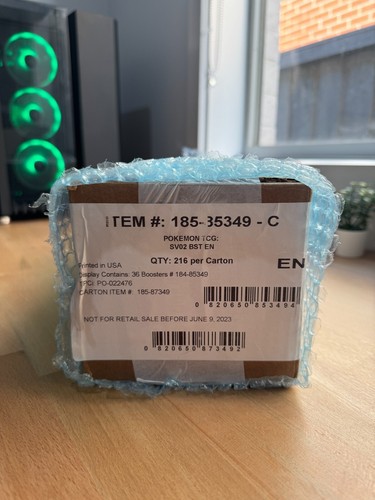 ITEM #: 185-35349 - C
POKEMON TCG:
SV02 BST EN
QTY: 216 per Carton
EN
Printed in USA
Display Contains: 36 Boosters # 184-85349
TPCi PO-022476
CARTON ITEM # 185-87349
0 820650 853494
NOT FOR RETAIL SALE BEFORE JUNE 9, 2023
0 820650 873492